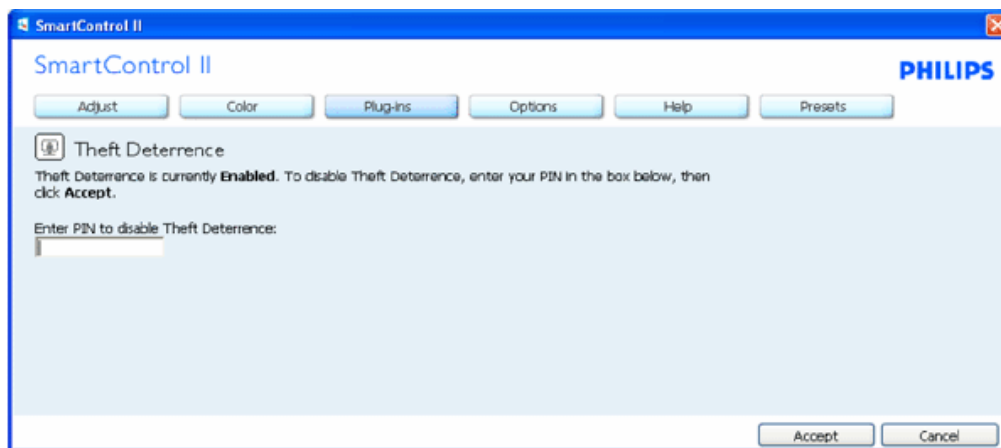 SmartControl II
SmartControl II
PHILIPS
Adjust Color Plug-ins Options Help Presets
Theft Deterrence
Theft Deterrence is currently Enabled. To disable Theft Deterrence, enter your PIN in the box below, then
click Accept.
Enter PIN to disable Theft Deterrence:
Accept Cancel